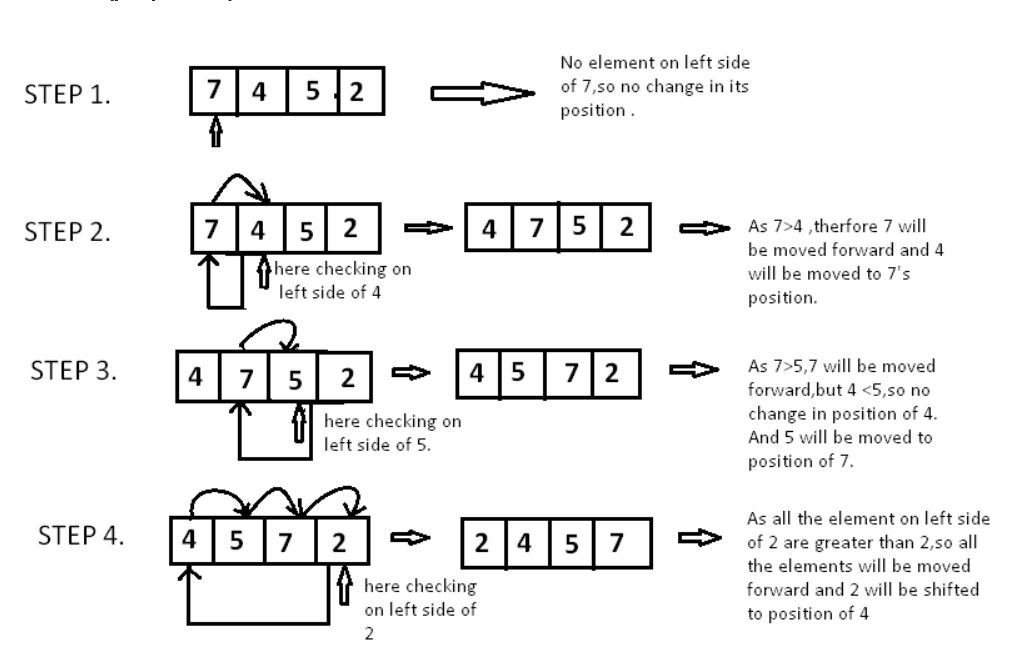 STEP 1.
7 4 5 2
No element on left side
of 7,so no change in its
position .
STEP 2.
7 4 5 2
here checking on
left side of 4
4 7 5 2
As 7>4 ,therfore 7 will
be moved forward and 4
will be moved to 7's
position.
STEP 3.
4 7 5 2
here checking on
left side of 5.
4 5 7 2
As 7>5,7 will be moved
forward,but 4 <5,so no
change in position of 4.
And 5 will be moved to
position of 7.
STEP 4.
4 5 7 2
here checking
on left side of
2
2 4 5 7
As all the element on left side
of 2 are greater than 2,so all
the elements will be moved
forward and 2 will be shifted
to position of 4